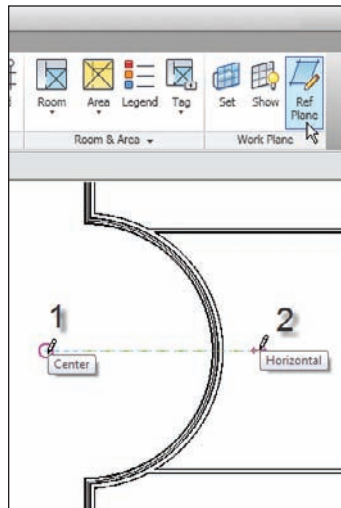 Room Area Legend Tag Set Show Ref Plane
Room & Area Work Plane
1 2
Center Horizontal